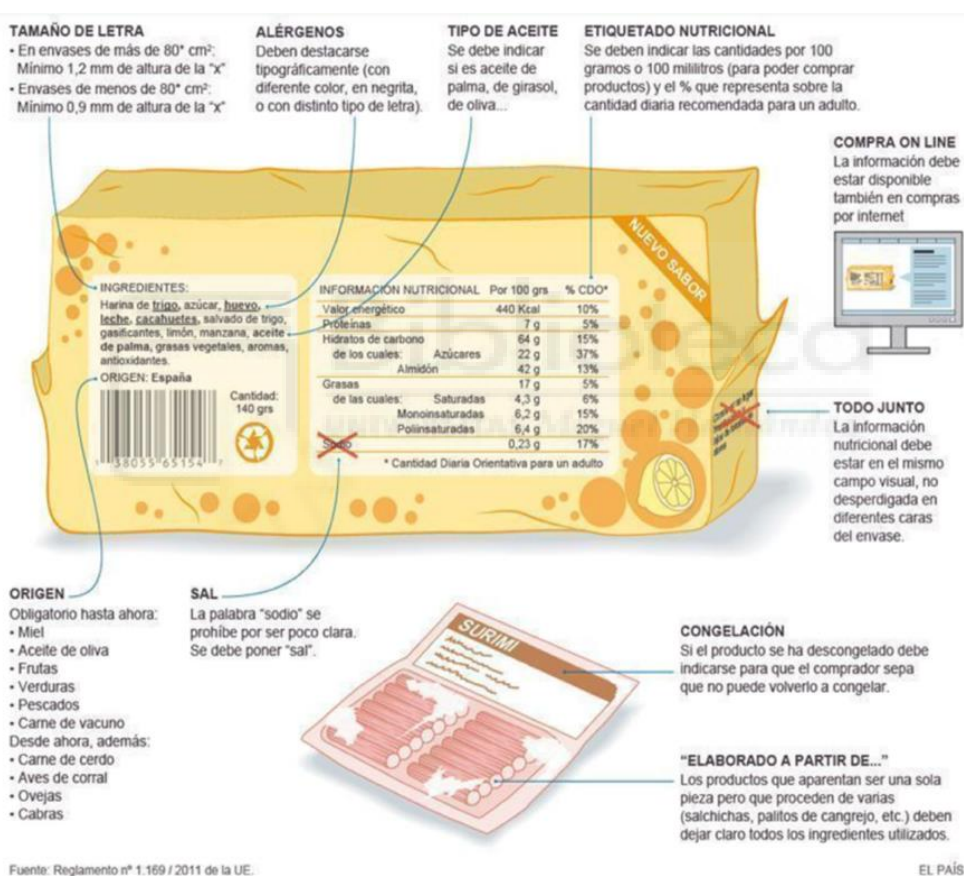 TAMAÑO DE LETRA
• En envases de más de 80* cm²:
Mínimo 1,2 mm de altura de la "x"
• Envases de menos de 80* cm²:
Mínimo 0,9 mm de altura de la "x"
ALÉRGENOS
Deben destacarse
tipográficamente (con
diferente color, en negrita,
o con distinto tipo de letra).
TIPO DE ACEITE
Se debe indicar
si es aceite de
palma, de girasol,
de oliva...
ETIQUETADO NUTRICIONAL
Se deben indicar las cantidades por 100
gramos o 100 mililitros (para poder comprar
productos) y el % que representa sobre la
cantidad diaria recomendada para un adulto.
COMPRA ON LINE
La información debe
estar disponible
también en compras
por internet
NUEVO SABOR
INGREDIENTES:
Harina de trigo, azúcar, huevo,
leche, cacahuetes, salvado de trigo,
gasificantes, limón, manzana, aceite
de palma, grasas vegetales, aromas,
antioxidantes.
ORIGEN: España
Cantidad:
140 grs
38055 65154
INFORMACIÓN NUTRICIONAL Por 100 grs % CDO*
Valor energético 440 Kcal 10%
Proteínas 7 g 5%
Hidratos de carbono 64 g 15%
de los cuales: Azúcares 22 g 37%
Almidón 42 g 13%
Grasas 17 g 5%
de las cuales: Saturadas 4,3 g 6%
Monoinsaturadas 6,2 g 15%
Poliinsaturadas 6,4 g 20%
Sodio 0,23 g 17%
* Cantidad Diaria Orientativa para un adulto
Biblioteca
TODO JUNTO
La información
nutricional debe
estar en el mismo
campo visual, no
desperdigada en
diferentes caras
del envase.
ORIGEN
Obligatorio hasta ahora:
• Miel
• Aceite de oliva
• Frutas
• Verduras
• Pescados
• Carne de vacuno
Desde ahora, además:
• Carne de cerdo
• Aves de corral
• Ovejas
• Cabras
SAL
La palabra "sodio" se
prohíbe por ser poco clara.
Se debe poner "sal".
SURIMI
CONGELACIÓN
Si el producto se ha descongelado debe
indicarse para que el comprador sepa
que no puede volverlo a congelar.
"ELABORADO A PARTIR DE..."
Los productos que aparentan ser una sola
pieza pero que proceden de varias
(salchichas, palitos de cangrejo, etc.) deben
dejar claro todos los ingredientes utilizados.
Fuente: Reglamento nº 1.169 / 2011 de la UE.
EL PAÍS